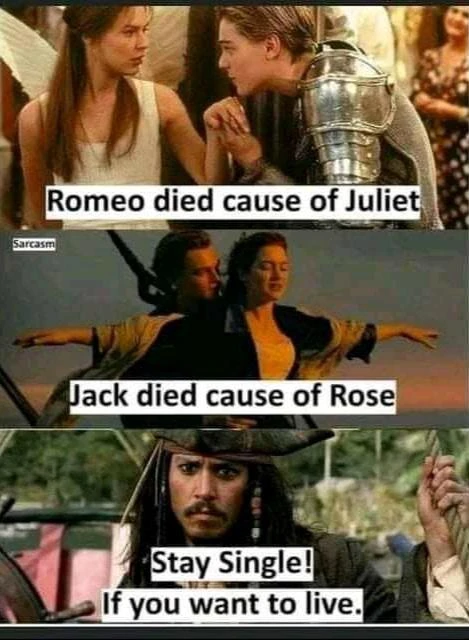 Romeo died cause of Juliet
Sarcasm
Jack died cause of Rose
Stay Single!
If you want to live.